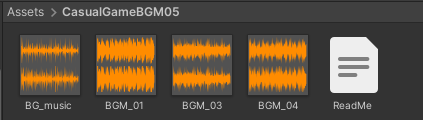 Assets > CasualGameBGM05
BG_music BGM_01 BGM_03 BGM_04 ReadMe